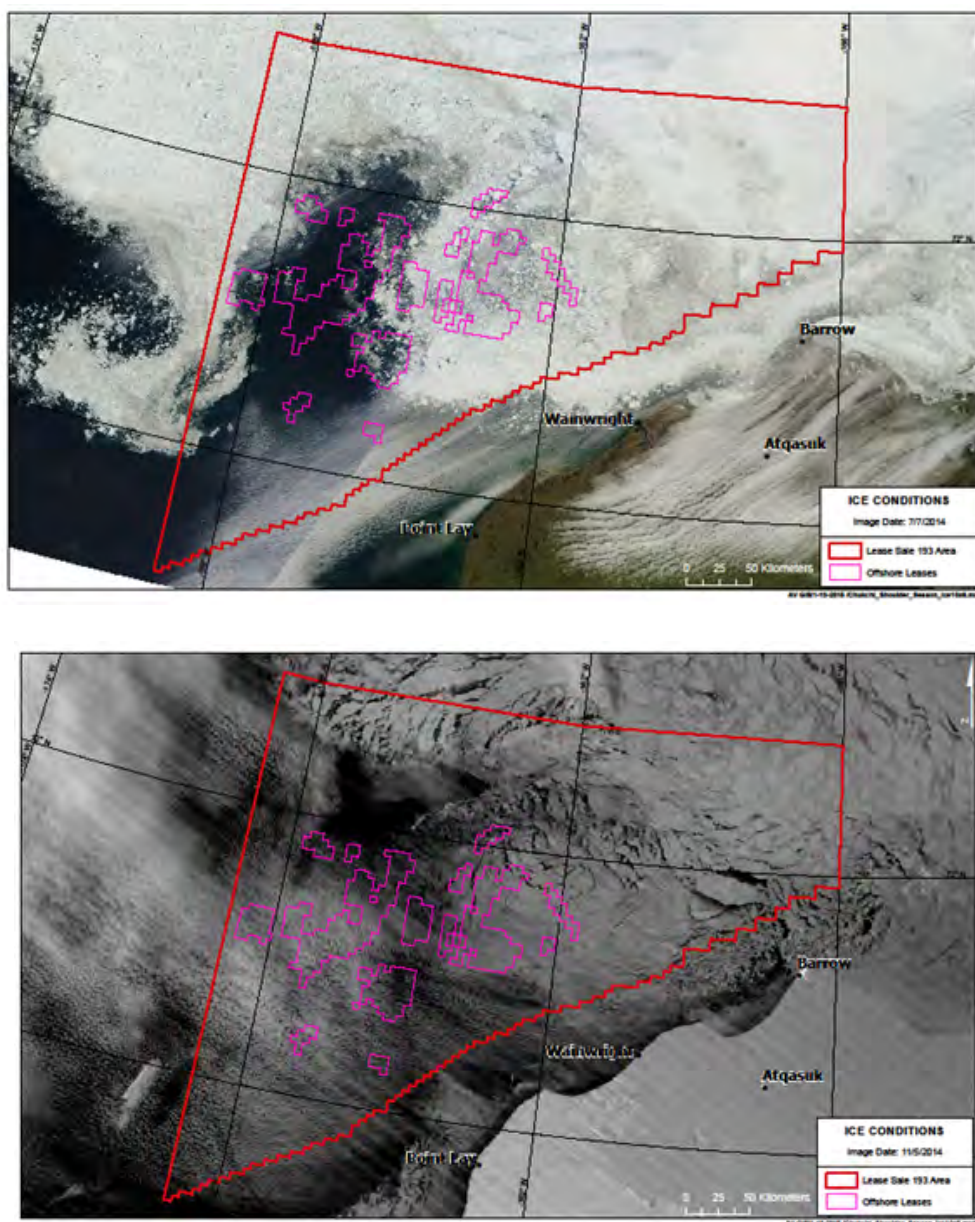 72° N
Barrow
Wainwright
Atqasuk
Point Lay
ICE CONDITIONS
Image Date: 7/7/2014
Lease Sale 193 Area
Offshore Leases
0 25 50 Kilometers
Barrow
Wainwright
Atqasuk
Point Lay
ICE CONDITIONS
Image Date: 11/5/2014
Lease Sale 193 Area
Offshore Leases
0 25 50 Kilometers